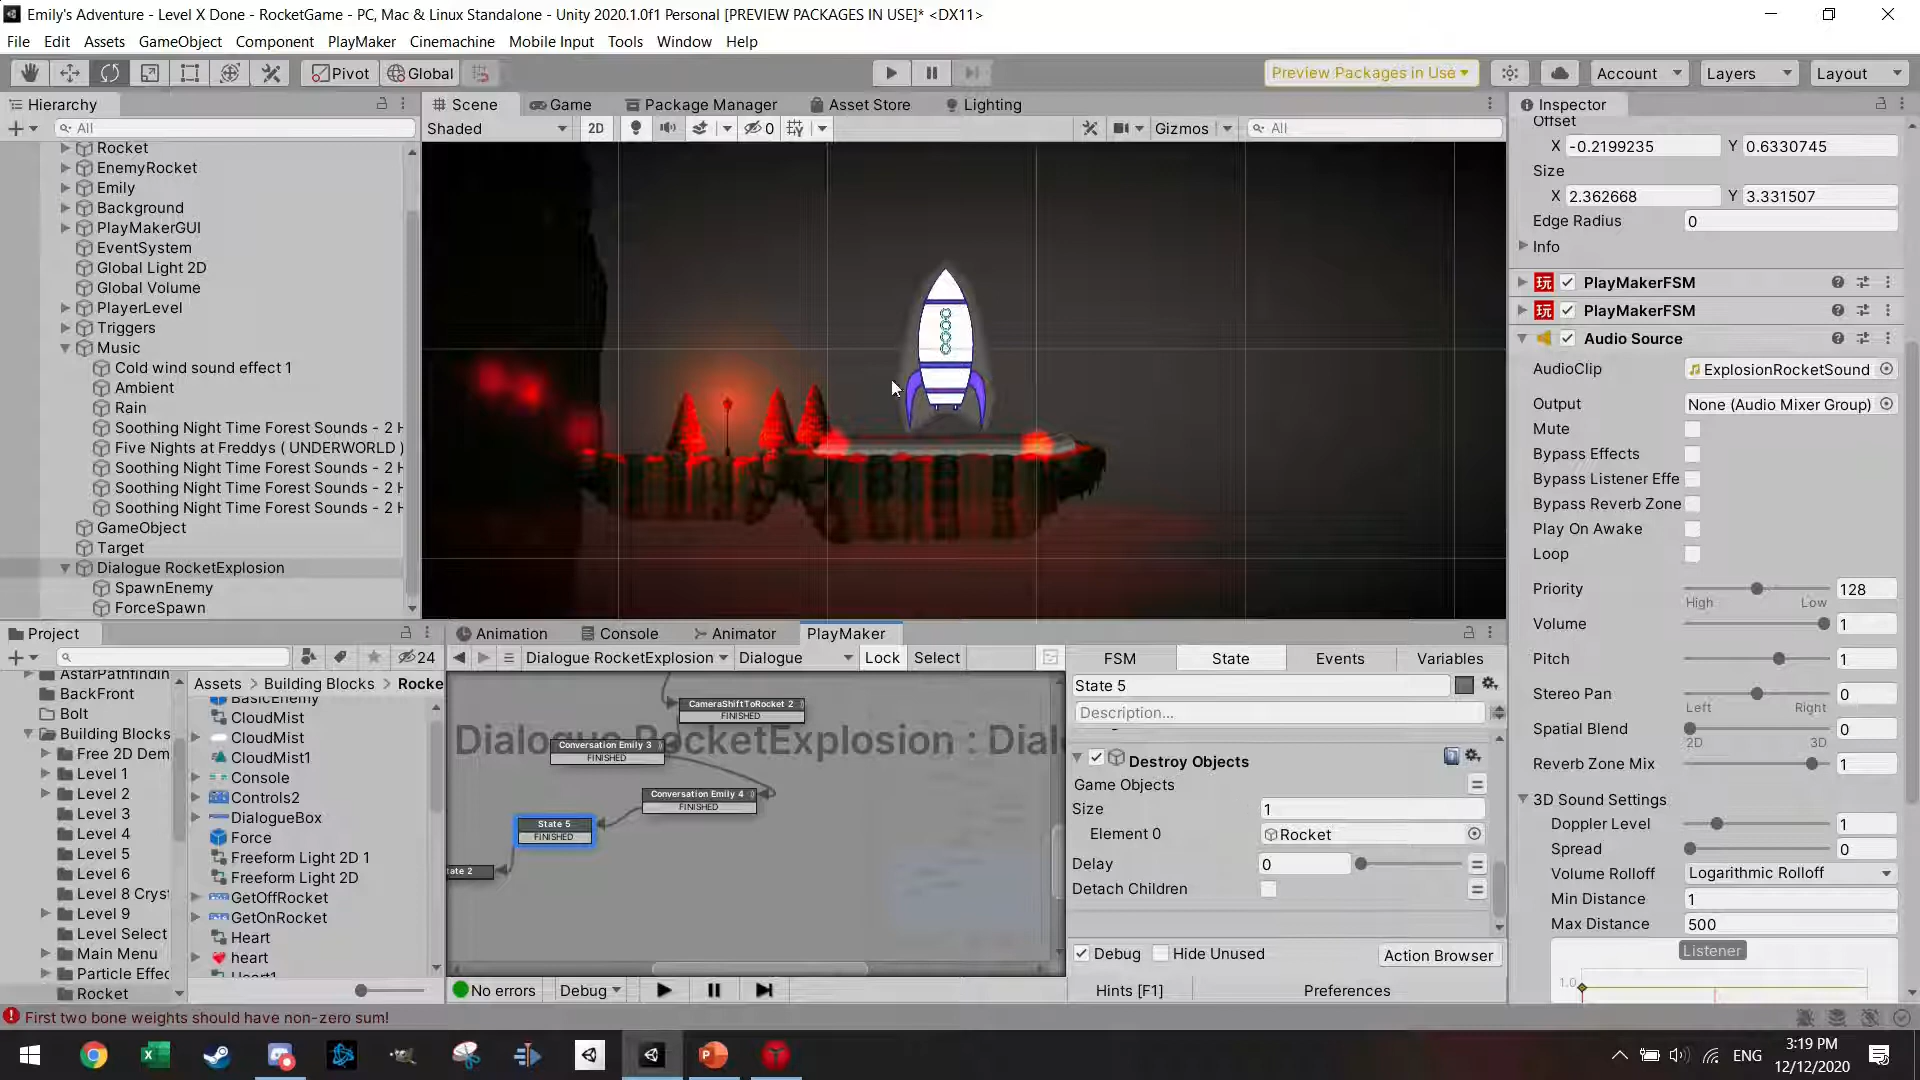 Emily's Adventure - Level X Done - RocketGame - PC, Mac & Linux Standalone - Unity 2020.1.0f1 Personal [PREVIEW PACKAGES IN USE]* <DX11>
File Edit Assets GameObject Component PlayMaker Cinemachine Mobile Input Tools Window Help
Pivot Global Preview Packages in Use Account Layers Layout
Hierarchy
All
Rocket
EnemyRocket
Emily
Background
PlayMakerGUI
EventSystem
Global Light 2D
Global Volume
PlayerLevel
Triggers
Music
Cold wind sound effect 1
Ambient
Rain
Soothing Night Time Forest Sounds - 2 H
Five Nights at Freddys ( UNDERWORLD )
Soothing Night Time Forest Sounds - 2 H
Soothing Night Time Forest Sounds - 2 H
Soothing Night Time Forest Sounds - 2 H
GameObject
Target
Dialogue RocketExplosion
SpawnEnemy
ForceSpawn
Scene Game Package Manager Asset Store Lighting
Shaded 2D 0 Gizmos All
Inspector
Offset
X -0.2199235 Y 0.6330745
Size
X 2.362668 Y 3.331507
Edge Radius 0
Info
玩 PlayMakerFSM
玩 PlayMakerFSM
Audio Source
AudioClip ExplosionRocketSound
Output None (Audio Mixer Group)
Mute
Bypass Effects
Bypass Listener Effe
Bypass Reverb Zone
Play On Awake
Loop
Priority 128
High Low
Volume 1
Pitch 1
Stereo Pan 0
Left Right
Spatial Blend 0
2D 3D
Reverb Zone Mix 1
3D Sound Settings
Doppler Level 1
Spread 0
Volume Rolloff Logarithmic Rolloff
Min Distance 1
Max Distance 500
Listener
1.0
Project
24
AstarPathfindin
BackFront
Bolt
Building Blocks
Free 2D Dem
Level 1
Level 2
Level 3
Level 4
Level 5
Level 6
Level 8 Crys
Level 9
Level Select
Main Menu
Particle Effec
Rocket
Assets > Building Blocks > Rocke
BasicEnemy
CloudMist
CloudMist
CloudMist1
Console
Controls2
DialogueBox
Force
Freeform Light 2D 1
Freeform Light 2D
GetOffRocket
GetOnRocket
Heart
heart
Heart1
Animation Console Animator PlayMaker
Dialogue RocketExplosion Dialogue Lock Select
Dialogue RocketExplosion : Dial
CameraShiftToRocket 2
FINISHED
Conversation Emily 3
FINISHED
Conversation Emily 4
FINISHED
State 5
FINISHED
tate 2
No errors Debug
FSM State Events Variables
State 5
Description...
Destroy Objects
Game Objects
Size 1
Element 0 Rocket
Delay 0
Detach Children
Debug Hide Unused Action Browser
Hints [F1] Preferences
First two bone weights should have non-zero sum!
ENG
3:19 PM
12/12/2020